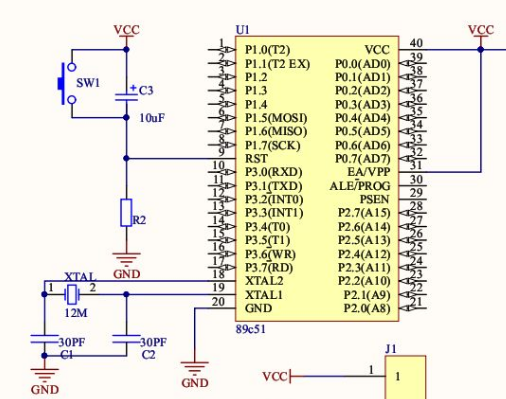 VCC
SW1
C3
10uF
R2
GND
XTAL
1 2
12M
30PF
C1
30PF
C2
GND
GND
U1
1 P1.0(T2) VCC 40
2 P1.1(T2 EX) P0.0(AD0) 39
3 P1.2 P0.1(AD1) 38
4 P1.3 P0.2(AD2) 37
5 P1.4 P0.3(AD3) 36
6 P1.5(MOSI) P0.4(AD4) 35
7 P1.6(MISO) P0.5(AD5) 34
8 P1.7(SCK) P0.6(AD6) 33
9 RST P0.7(AD7) 32
10 P3.0(RXD) EA/VPP 31
11 P3.1(TXD) ALE/PROG 30
12 P3.2(INT0) PSEN 29
13 P3.3(INT1) P2.7(A15) 28
14 P3.4(T0) P2.6(A14) 27
15 P3.5(T1) P2.5(A13) 26
16 P3.6(WR) P2.4(A12) 25
17 P3.7(RD) P2.3(A11) 24
18 XTAL2 P2.2(A10) 23
19 XTAL1 P2.1(A9) 22
20 GND P2.0(A8) 21
89c51
VCC
J1
VCC 1 1